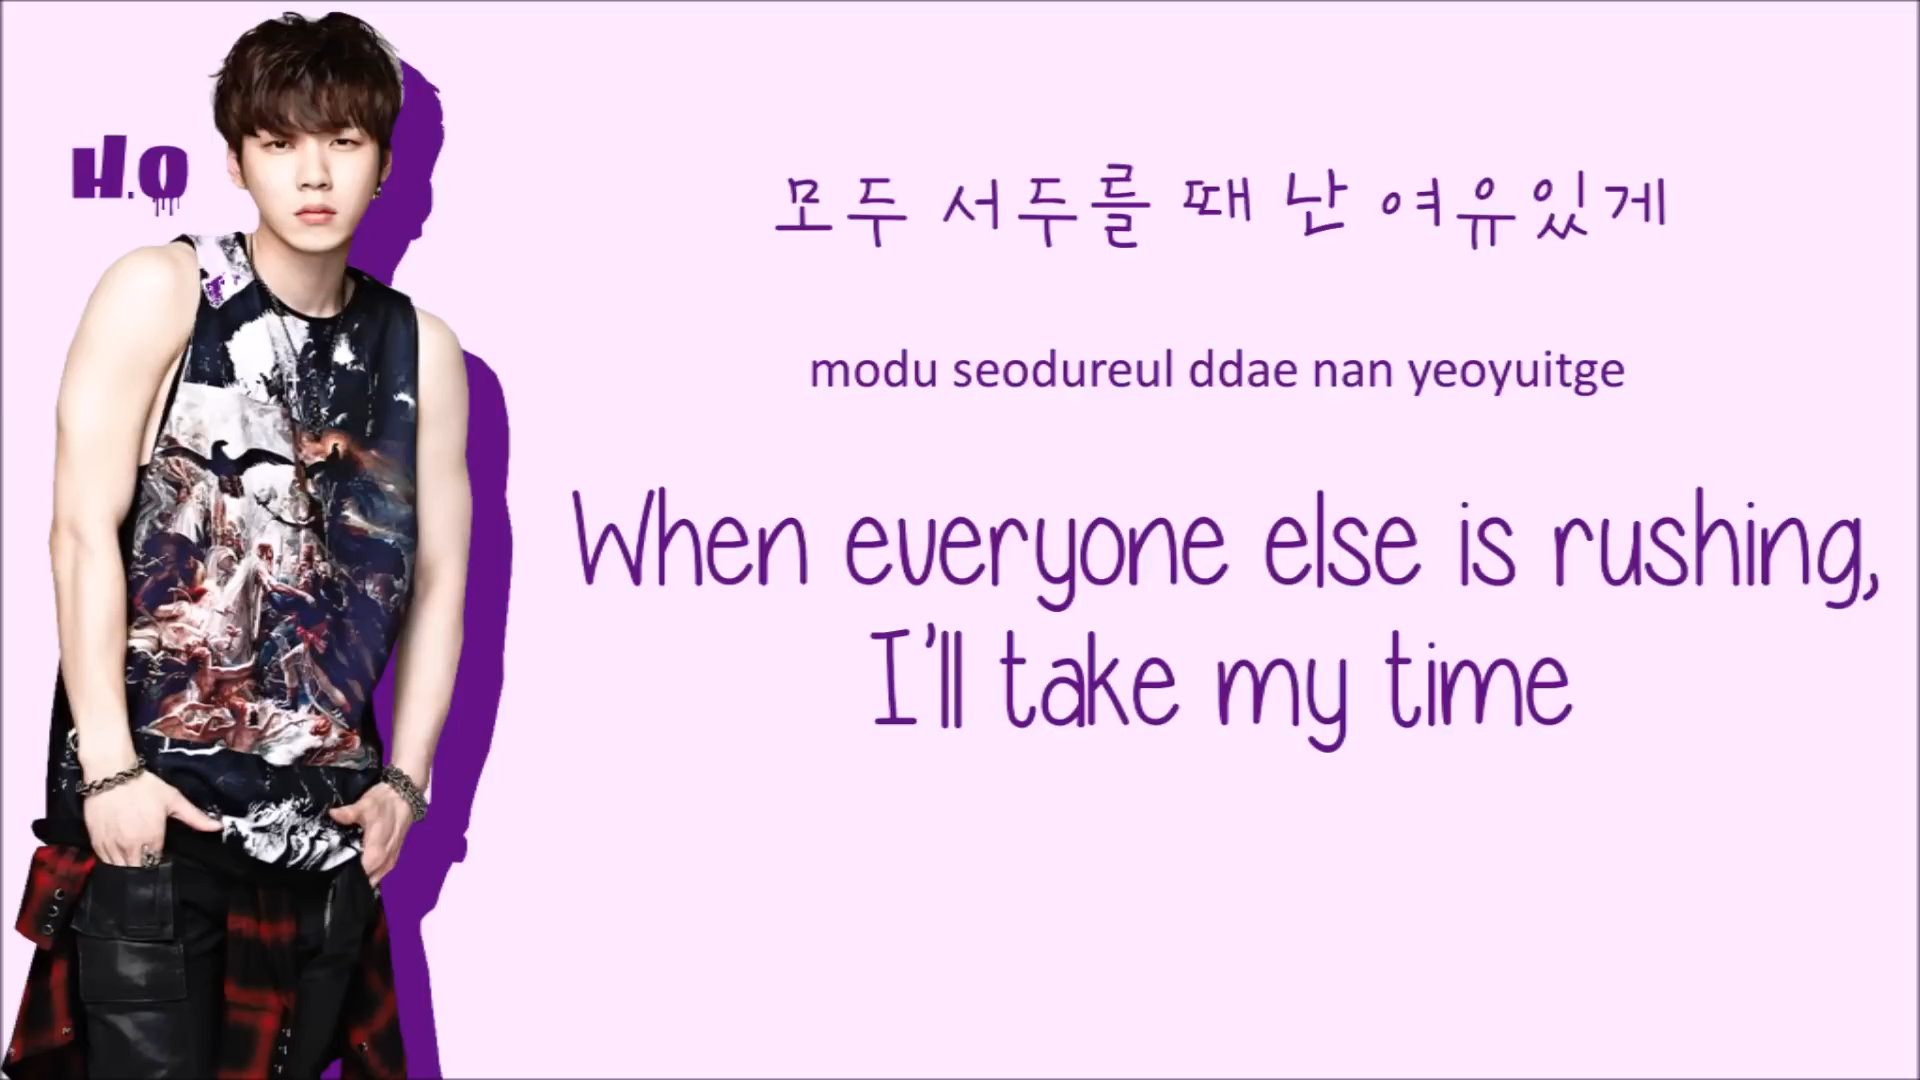 H.O
모두 서두를 때 난 여유있게
modu seodureul ddae nan yeoyuitge
When everyone else is rushing,
I'll take my time